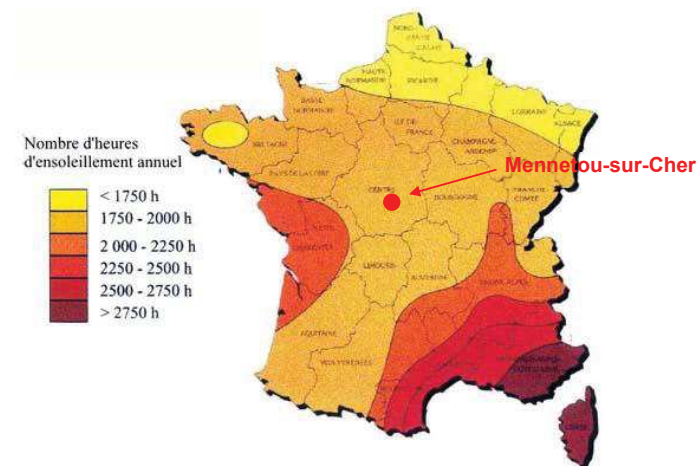 NORD-
PAS DE
CALAIS
HAUTE
NORMANDIE
PICARDIE
BASSE
NORMANDIE
ILE DE
FRANCE
LORRAINE
ALSACE
CHAMPAGNE
ARDENNE
BRETAGNE
PAYS DE LA LOIRE
CENTRE
BOURGOGNE
FRANCHE
COMTÉ
Mennetou-sur-Cher
Nombre d'heures
d'ensoleillement annuel
< 1750 h
1750 - 2000 h
2 000 - 2250 h
2250 - 2500 h
2500 - 2750 h
> 2750 h
POITOU
CHARENTES
LIMOUSIN
AUVERGNE
RHONE-ALPES
AQUITAINE
MIDI-PYRENEES
CORSE